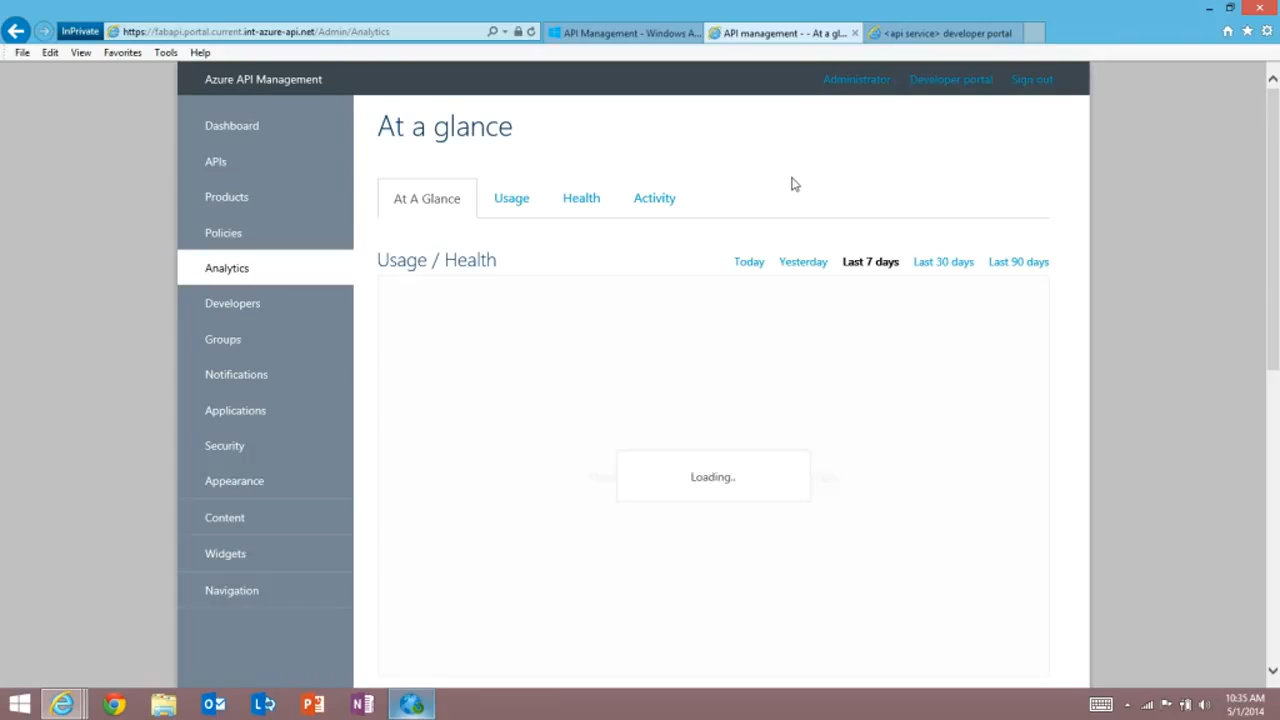 InPrivate
https://fabapi.portal.current.int-azure-api.net/Admin/Analytics
API Management - Windows A...
API management - - At a gl...
<api service> developer portal
File Edit View Favorites Tools Help
Azure API Management
Administrator
Developer portal
Sign out
Dashboard
APIs
Products
Policies
Analytics
Developers
Groups
Notifications
Applications
Security
Appearance
Content
Widgets
Navigation
At a glance
At A Glance Usage Health Activity
Usage / Health
Today Yesterday Last 7 days Last 30 days Last 90 days
Loading..
10:35 AM
5/1/2014